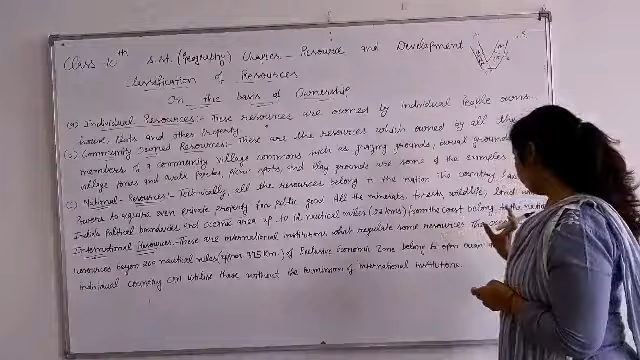 Class - 10th S.St. (Geography) Chapter - Resource and Development
Classification of Resources
On the basis of Ownership
(a) Individual Resources:- These resources are owned by individual People owns
house, Plots and other Property.
(b) Community Owned Resources:- These are the resources which owned by all the
members of a community village commons such as grazing grounds, burial grounds
village Ponds and Public Parks, Picnic spots and Play grounds are some of the
(c) National Resources:- Technically, all the resources belong to the nation. The country has
Powers to acquire even Private property for public good. All the minerals, forests, wildlife, land
India's Political boundaries and oceanic area up to 12 nautical miles (22 km) from the coast belong to the nation
International Resources:- These are international institutions which regulate some resources. The
resources beyond 200 nautical miles of Exclusive Economic Zone belong to open ocean
individual country can utilise these without the Permission of International Institutions.